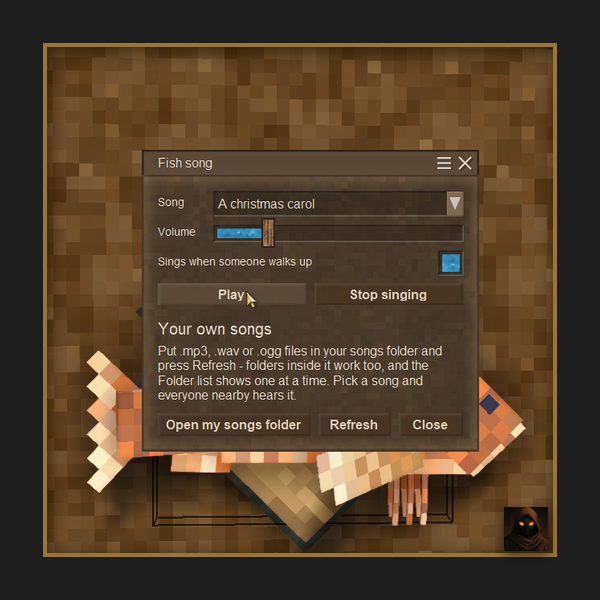 Fish song
Song
A christmas carol
Volume
Sings when someone walks up
Play
Stop singing
Your own songs
Put .mp3, .wav or .ogg files in your songs folder and
press Refresh - folders inside it work too, and the
Folder list shows one at a time. Pick a song and
everyone nearby hears it.
Open my songs folder
Refresh
Close